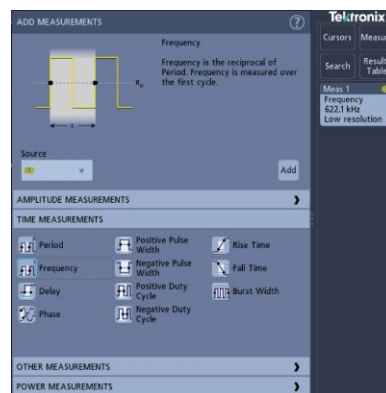 ADD MEASUREMENTS
?
Frequency
Frequency is the reciprocal of
Period. Frequency is measured over
the first cycle.
Source
Add
AMPLITUDE MEASUREMENTS
TIME MEASUREMENTS
Period
Frequency
Delay
Phase
Positive Pulse
Width
Negative Pulse
Width
Positive Duty
Cycle
Negative Duty
Cycle
Rise Time
Fall Time
Burst Width
OTHER MEASUREMENTS
POWER MEASUREMENTS
Tektronix
Cursors
Measu
Search
Result
Table
Meas 1
Frequency
622.1 kHz
Low resolution